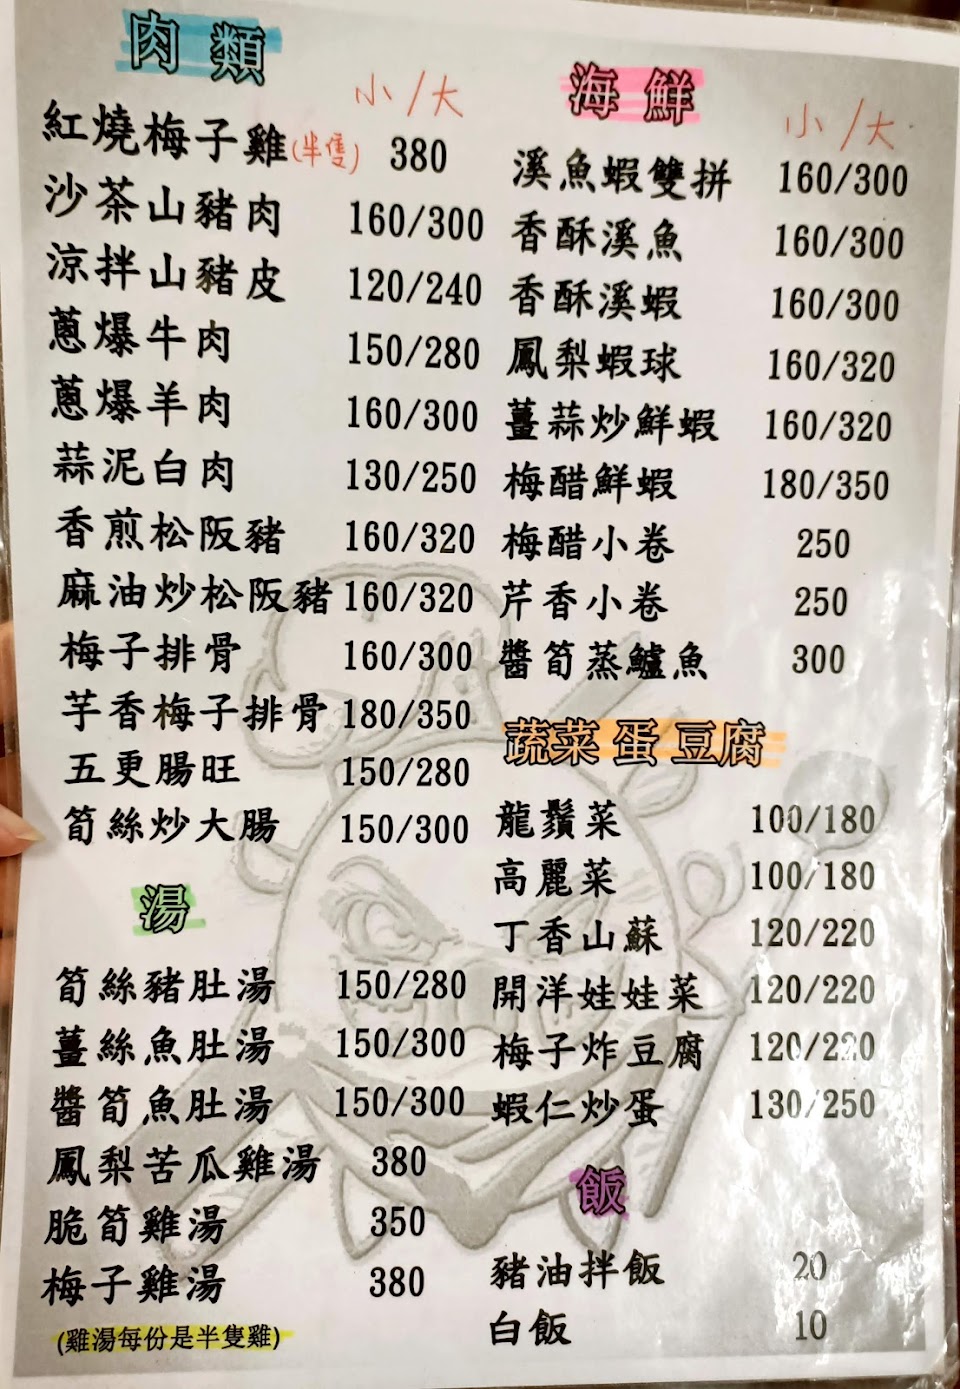 肉類
小/大
紅燒梅子雞(半隻) 380
沙茶山豬肉 160/300
涼拌山豬皮 120/240
蔥爆牛肉 150/280
蔥爆羊肉 160/300
蒜泥白肉 130/250
香煎松阪豬 160/320
麻油炒松阪豬 160/320
梅子排骨 160/300
芋香梅子排骨 180/350
五更腸旺 150/280
筍絲炒大腸 150/300
湯
筍絲豬肚湯 150/280
薑絲魚肚湯 150/300
醬筍魚肚湯 150/300
鳳梨苦瓜雞湯 380
脆筍雞湯 350
梅子雞湯 380
(雞湯每份是半隻雞)
海鮮
小/大
溪魚蝦雙拼 160/300
香酥溪魚 160/300
香酥溪蝦 160/300
鳳梨蝦球 160/320
薑蒜炒鮮蝦 160/320
梅醋鮮蝦 180/350
梅醋小卷 250
芹香小卷 250
醬筍蒸鱸魚 300
蔬菜 蛋 豆腐
龍鬚菜 100/180
高麗菜 100/180
丁香山蘇 120/220
開洋娃娃菜 120/220
梅子炸豆腐 120/220
蝦仁炒蛋 130/250
飯
豬油拌飯 20
白飯 10